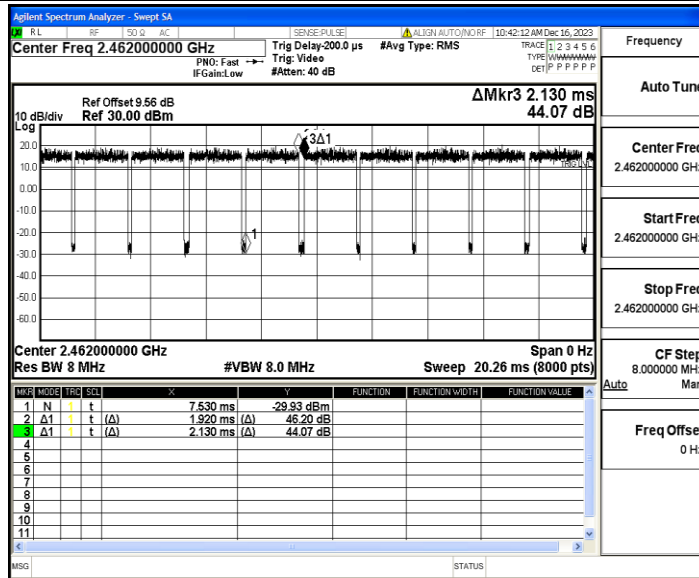 Agilent Spectrum Analyzer - Swept SA
RL RF 50 Ω AC SENSE:PULSE ALIGN AUTO/NO RF 10:42:12 AM Dec 16, 2023
Center Freq 2.462000000 GHz
PNO: Fast
IFGain:Low
Trig Delay-200.0 µs
Trig: Video
#Atten: 40 dB
#Avg Type: RMS
TRACE 1 2 3 4 5 6
TYPE
DET P P P P P P
Ref Offset 9.56 dB
10 dB/div Ref 30.00 dBm
ΔMkr3 2.130 ms
44.07 dB
Log
20.0
10.0
0.00
-10.0
-20.0
-30.0
-40.0
-50.0
-60.0
3Δ1
TRIG LVL
1
Center 2.462000000 GHz Span 0 Hz
Res BW 8 MHz #VBW 8.0 MHz Sweep 20.26 ms (8000 pts)
MKR MODE TRC SCL X Y FUNCTION FUNCTION WIDTH FUNCTION VALUE
1 N 1 t 7.530 ms -29.93 dBm
2 Δ1 1 t (Δ) 1.920 ms (Δ) 46.20 dB
3 Δ1 1 t (Δ) 2.130 ms (Δ) 44.07 dB
4
5
6
7
8
9
10
11
MSG STATUS
Frequency
Auto Tune
Center Freq
2.462000000 GHz
Start Freq
2.462000000 GHz
Stop Freq
2.462000000 GHz
CF Step
8.000000 MHz
Auto Man
Freq Offset
0 Hz